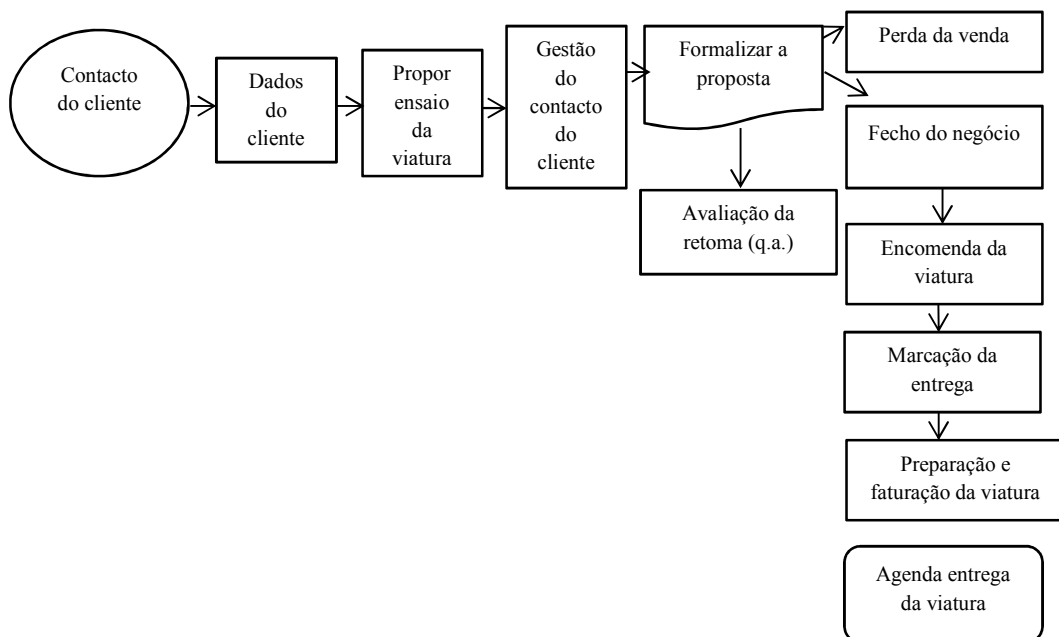 Contacto
do cliente
Dados
do
cliente
Propor
ensaio
da
viatura
Gestão
do
contacto
do
cliente
Formalizar a
proposta
Perda da venda
Fecho do negócio
Avaliação da
retoma (q.a.)
Encomenda da
viatura
Marcação da
entrega
Preparação e
faturação da viatura
Agenda entrega
da viatura